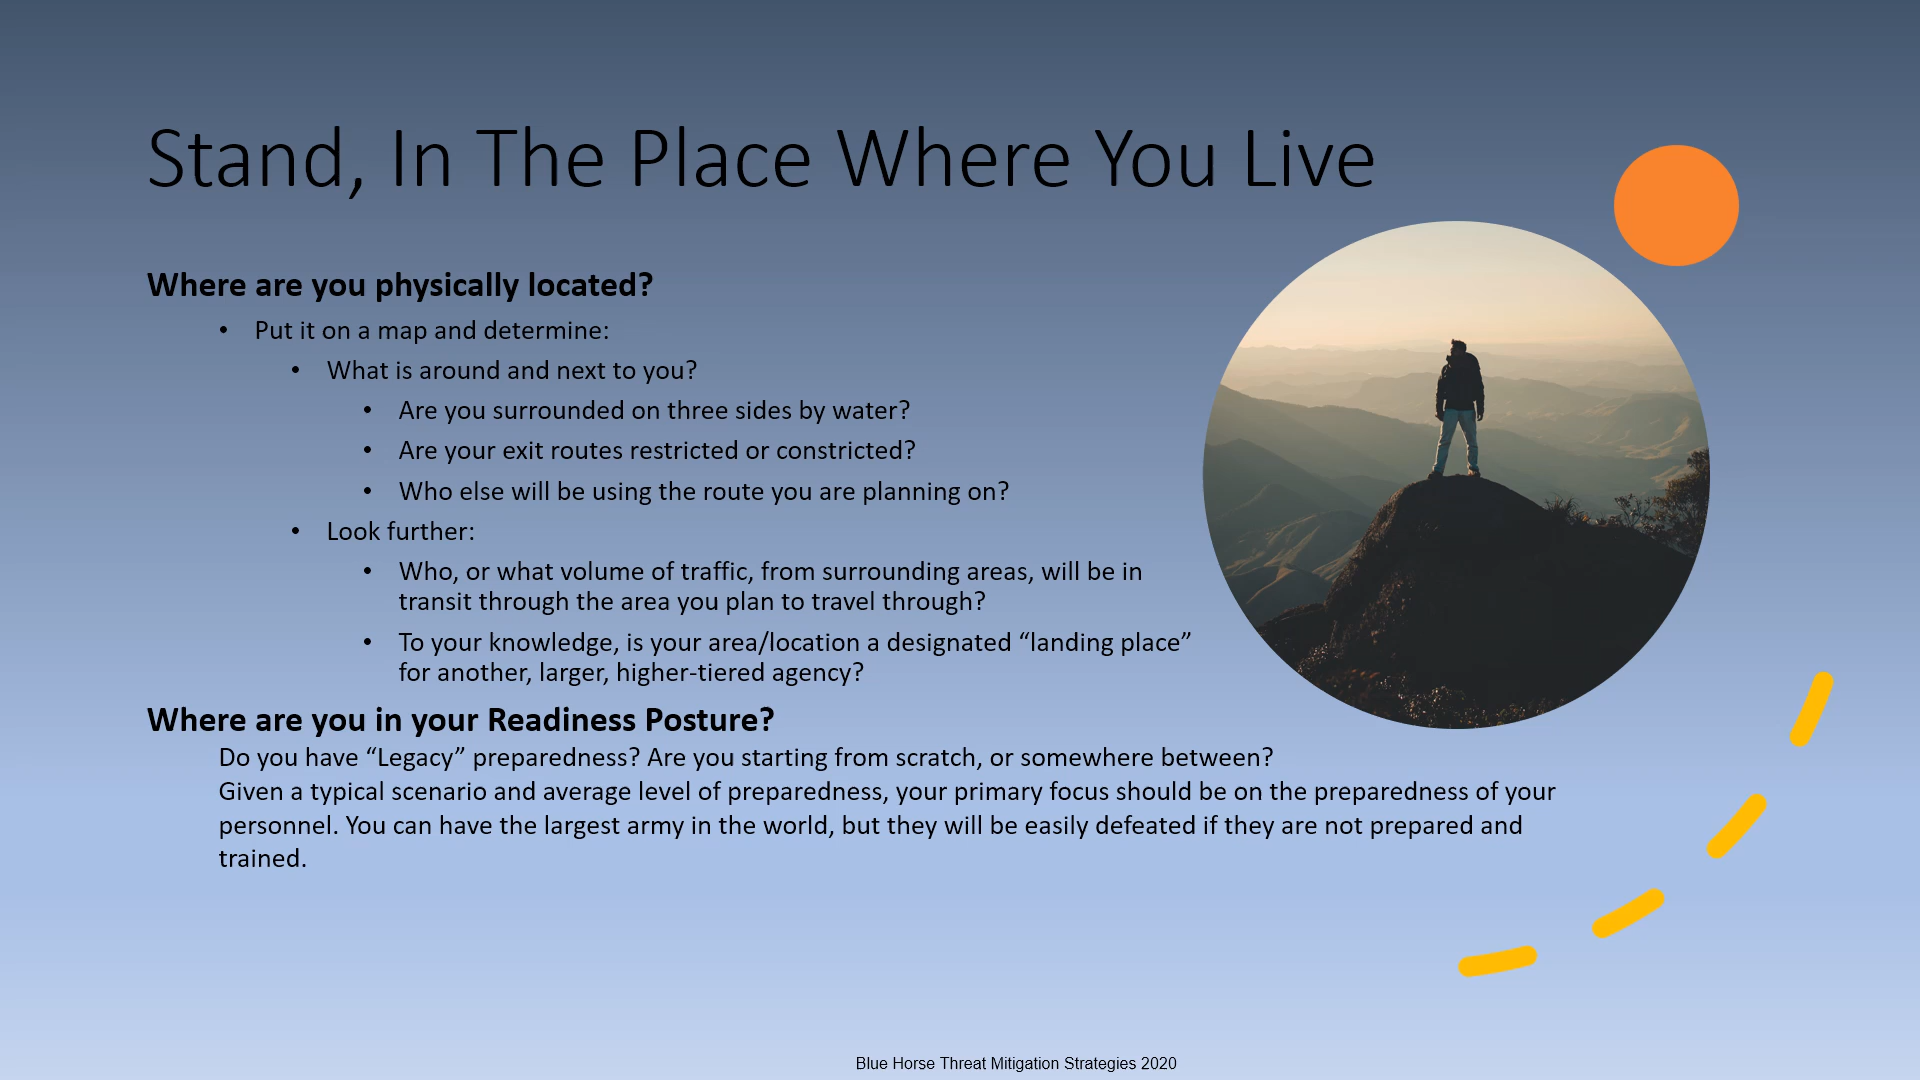 Stand, In The Place Where You Live
Where are you physically located?
• Put it on a map and determine:
• What is around and next to you?
• Are you surrounded on three sides by water?
• Are your exit routes restricted or constricted?
• Who else will be using the route you are planning on?
• Look further:
• Who, or what volume of traffic, from surrounding areas, will be in
transit through the area you plan to travel through?
• To your knowledge, is your area/location a designated “landing place”
for another, larger, higher-tiered agency?
Where are you in your Readiness Posture?
Do you have “Legacy” preparedness? Are you starting from scratch, or somewhere between?
Given a typical scenario and average level of preparedness, your primary focus should be on the preparedness of your
personnel. You can have the largest army in the world, but they will be easily defeated if they are not prepared and
trained.
Blue Horse Threat Mitigation Strategies 2020